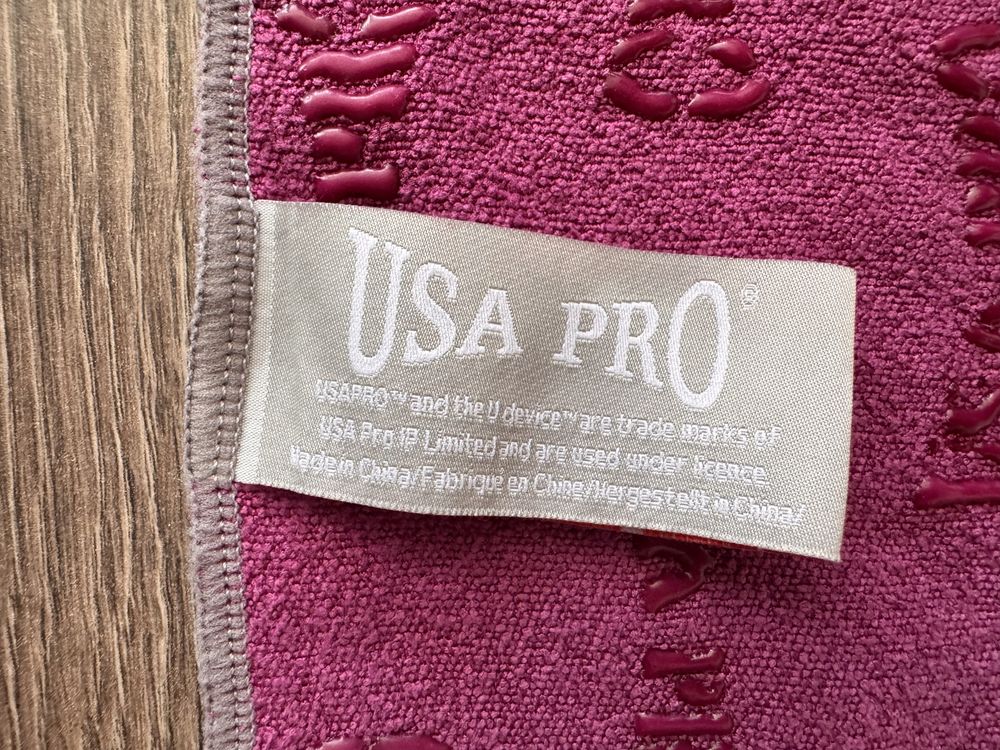 USA PRO®
USAPRO™ and the U device™ are trade marks of
USA Pro IP Limited and are used under licence
Made in China/Fabriqué en Chine/Hergestellt in China/